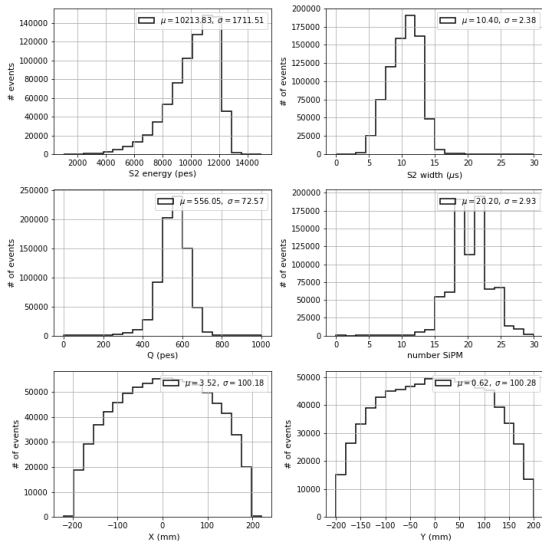 μ = 10213.83, σ = 1711.51
# of events
140000
120000
100000
80000
60000
40000
20000
0
2000 4000 6000 8000 10000 12000 14000
S2 energy (pes)
μ = 10.40, σ = 2.38
# of events
200000
175000
150000
125000
100000
75000
50000
25000
0
0 5 10 15 20 25 30
S2 width (μs)
μ = 556.05, σ = 72.57
# of events
250000
200000
150000
100000
50000
0
0 200 400 600 800 1000
Q (pes)
μ = 20.20, σ = 2.93
# of events
200000
175000
150000
125000
100000
75000
50000
25000
0
0 5 10 15 20 25 30
number SiPM
μ = 3.52, σ = 100.18
# of events
50000
40000
30000
20000
10000
0
−200 −100 0 100 200
X (mm)
μ = 0.62, σ = 100.28
# of events
50000
40000
30000
20000
10000
0
−200 −150 −100 −50 0 50 100 150 200
Y (mm)